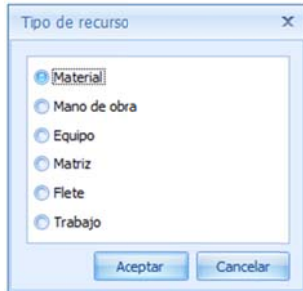 Tipo de recurso
Material
Mano de obra
Equipo
Matriz
Flete
Trabajo
Aceptar Cancelar